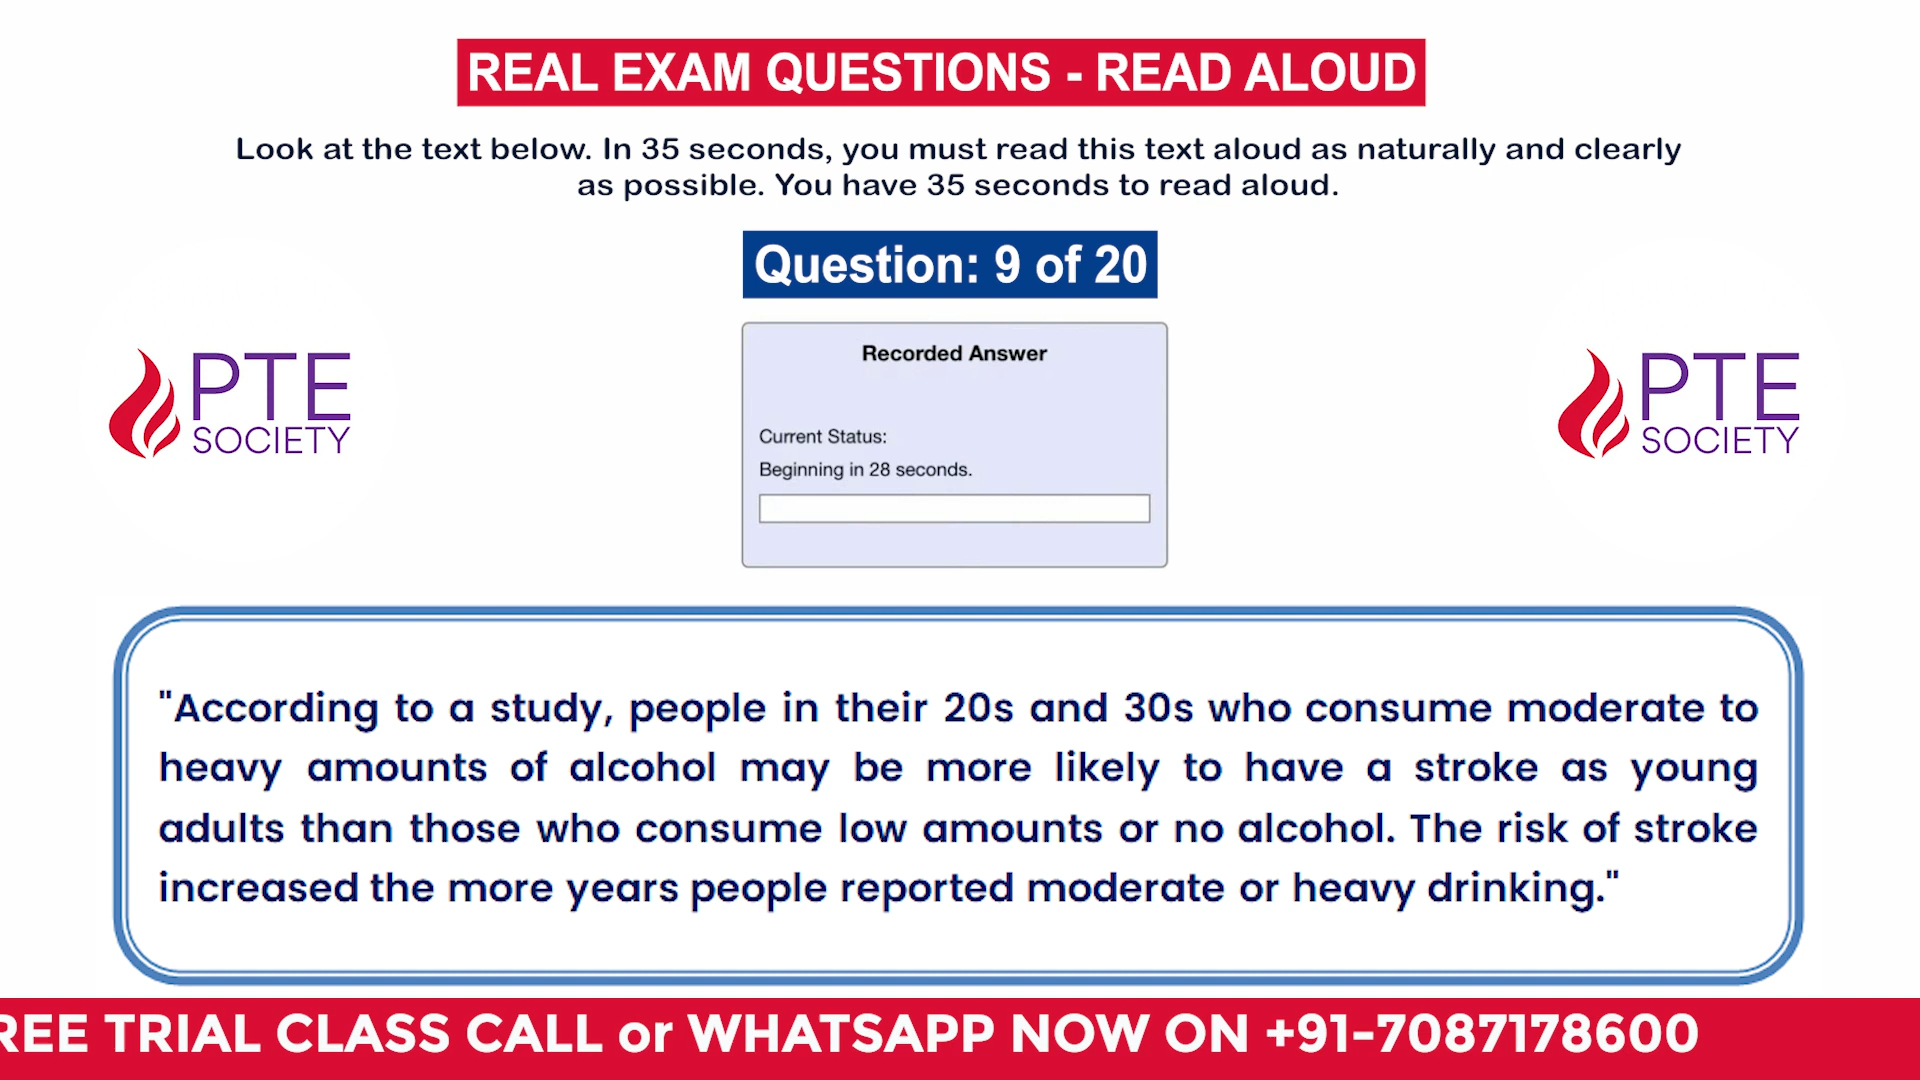 REAL EXAM QUESTIONS - READ ALOUD
Look at the text below. In 35 seconds, you must read this text aloud as naturally and clearly
as possible. You have 35 seconds to read aloud.
Question: 9 of 20
Recorded Answer
Current Status:
Beginning in 28 seconds.
PTE
SOCIETY
PTE
SOCIETY
"According to a study, people in their 20s and 30s who consume moderate to
heavy amounts of alcohol may be more likely to have a stroke as young
adults than those who consume low amounts or no alcohol. The risk of stroke
increased the more years people reported moderate or heavy drinking."
REE TRIAL CLASS CALL or WHATSAPP NOW ON +91-7087178600